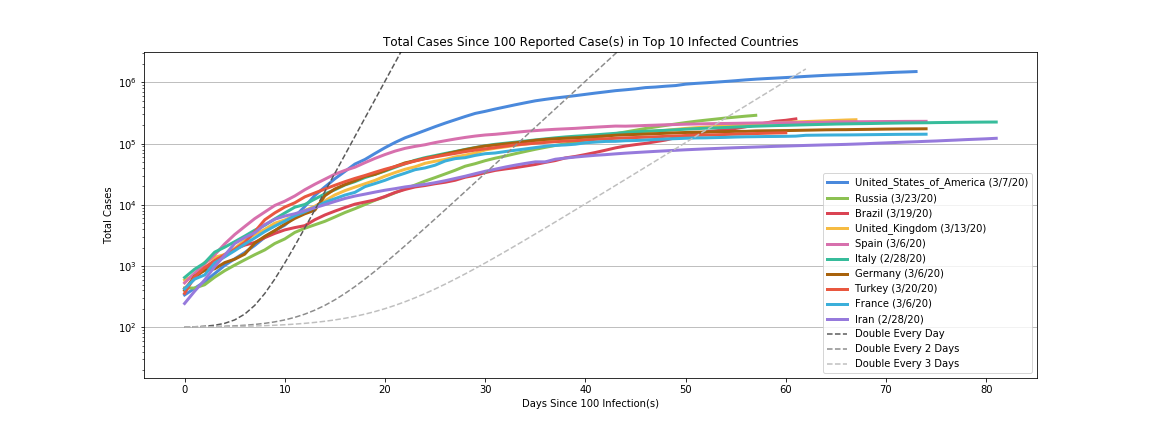 Total Cases Since 100 Reported Case(s) in Top 10 Infected Countries
Total Cases
10⁶
10⁵
10⁴
10³
10²
0 10 20 30 40 50 60 70 80
Days Since 100 Infection(s)
United_States_of_America (3/7/20)
Russia (3/23/20)
Brazil (3/19/20)
United_Kingdom (3/13/20)
Spain (3/6/20)
Italy (2/28/20)
Germany (3/6/20)
Turkey (3/20/20)
France (3/6/20)
Iran (2/28/20)
Double Every Day
Double Every 2 Days
Double Every 3 Days